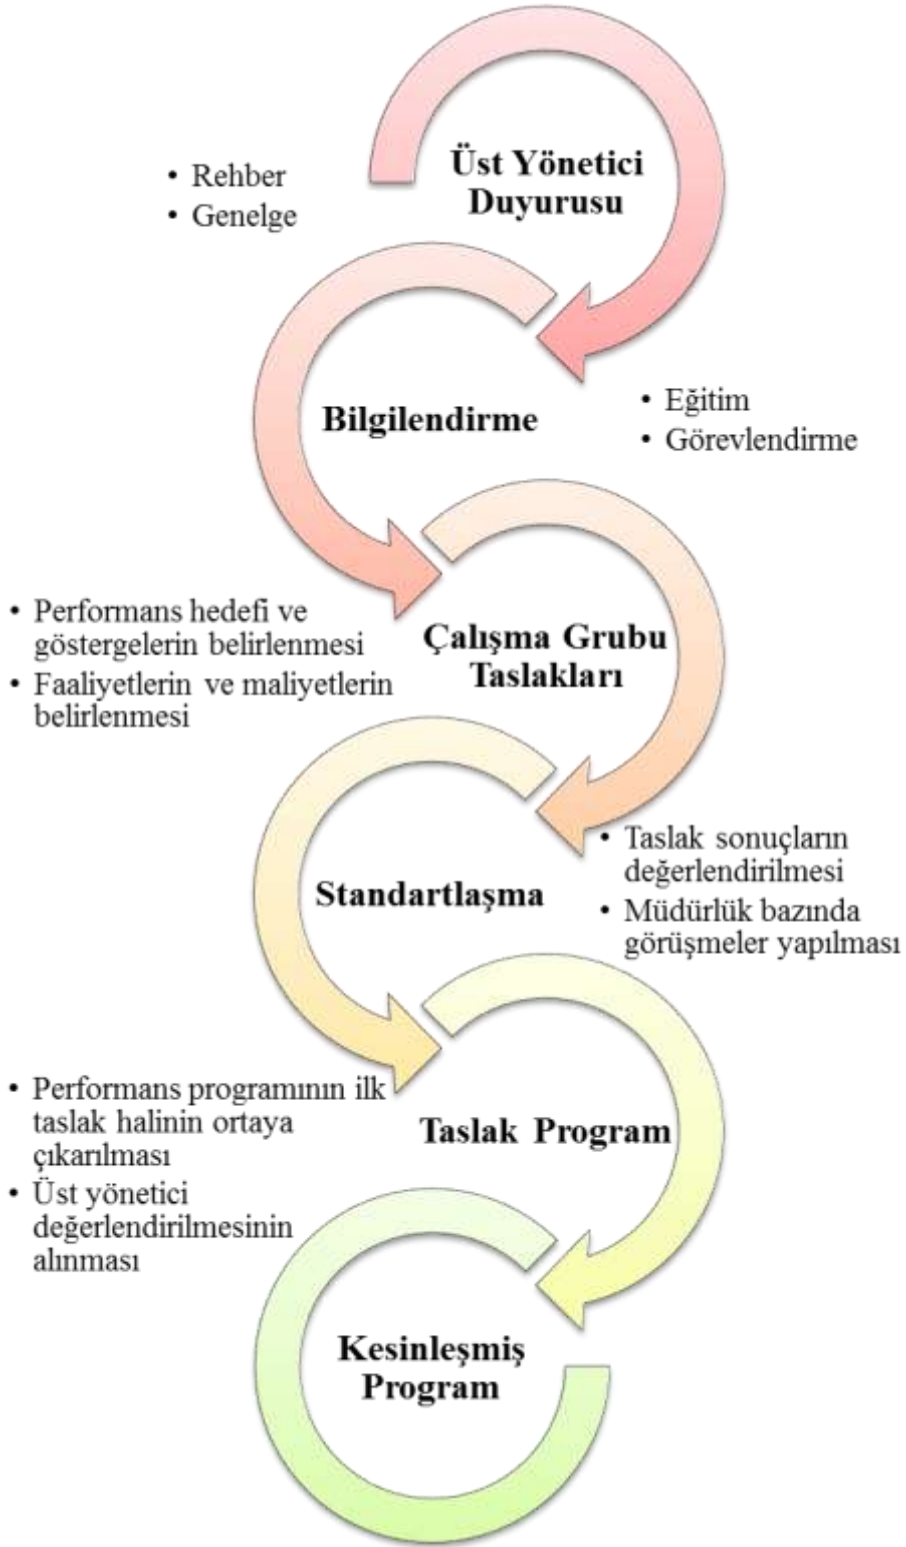 Üst Yönetici
Duyurusu
• Rehber
• Genelge
Bilgilendirme
• Eğitim
• Görevlendirme
Çalışma Grubu
Taslakları
• Performans hedefi ve
göstergelerin belirlenmesi
• Faaliyetlerin ve maliyetlerin
belirlenmesi
Standartlaşma
• Taslak sonuçların
değerlendirilmesi
• Müdürlük bazında
görüşmeler yapılması
Taslak Program
• Performans programının ilk
taslak halinin ortaya
çıkarılması
• Üst yönetici
değerlendirilmesinin
alınması
Kesinleşmiş
Program